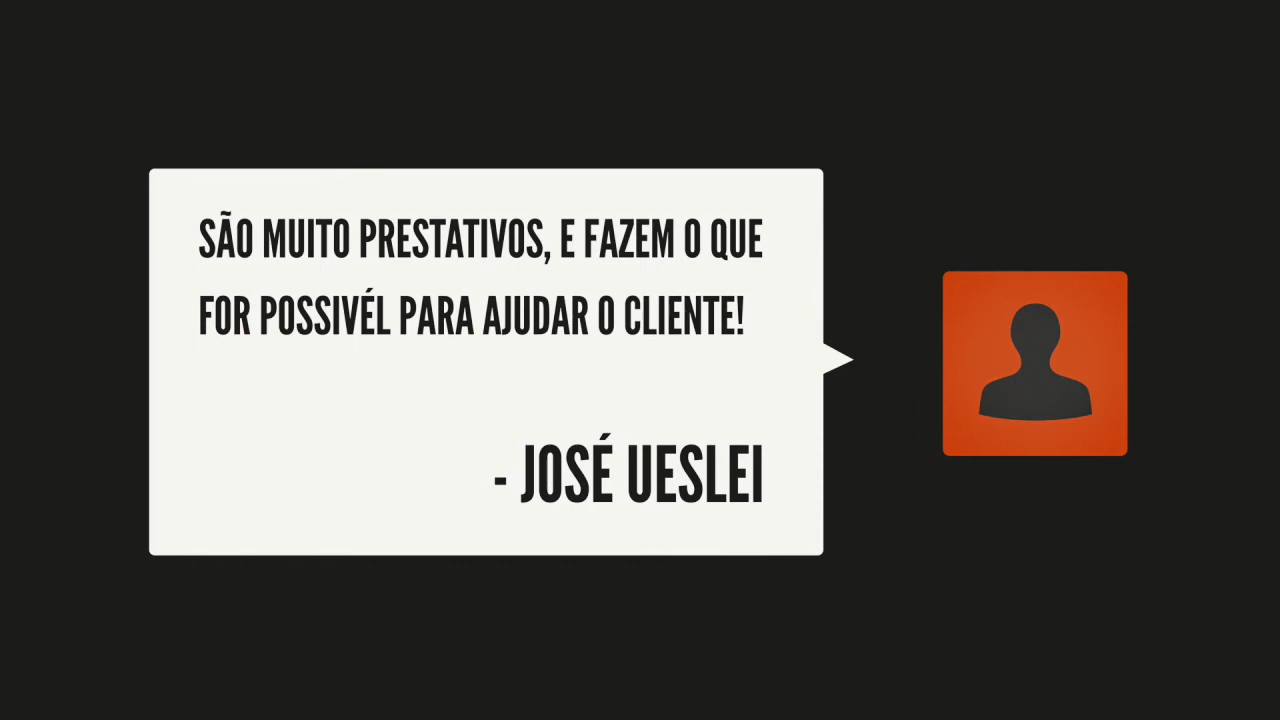 SÃO MUITO PRESTATIVOS, E FAZEM O QUE
FOR POSSIVÉL PARA AJUDAR O CLIENTE!
- JOSÉ UESLEI